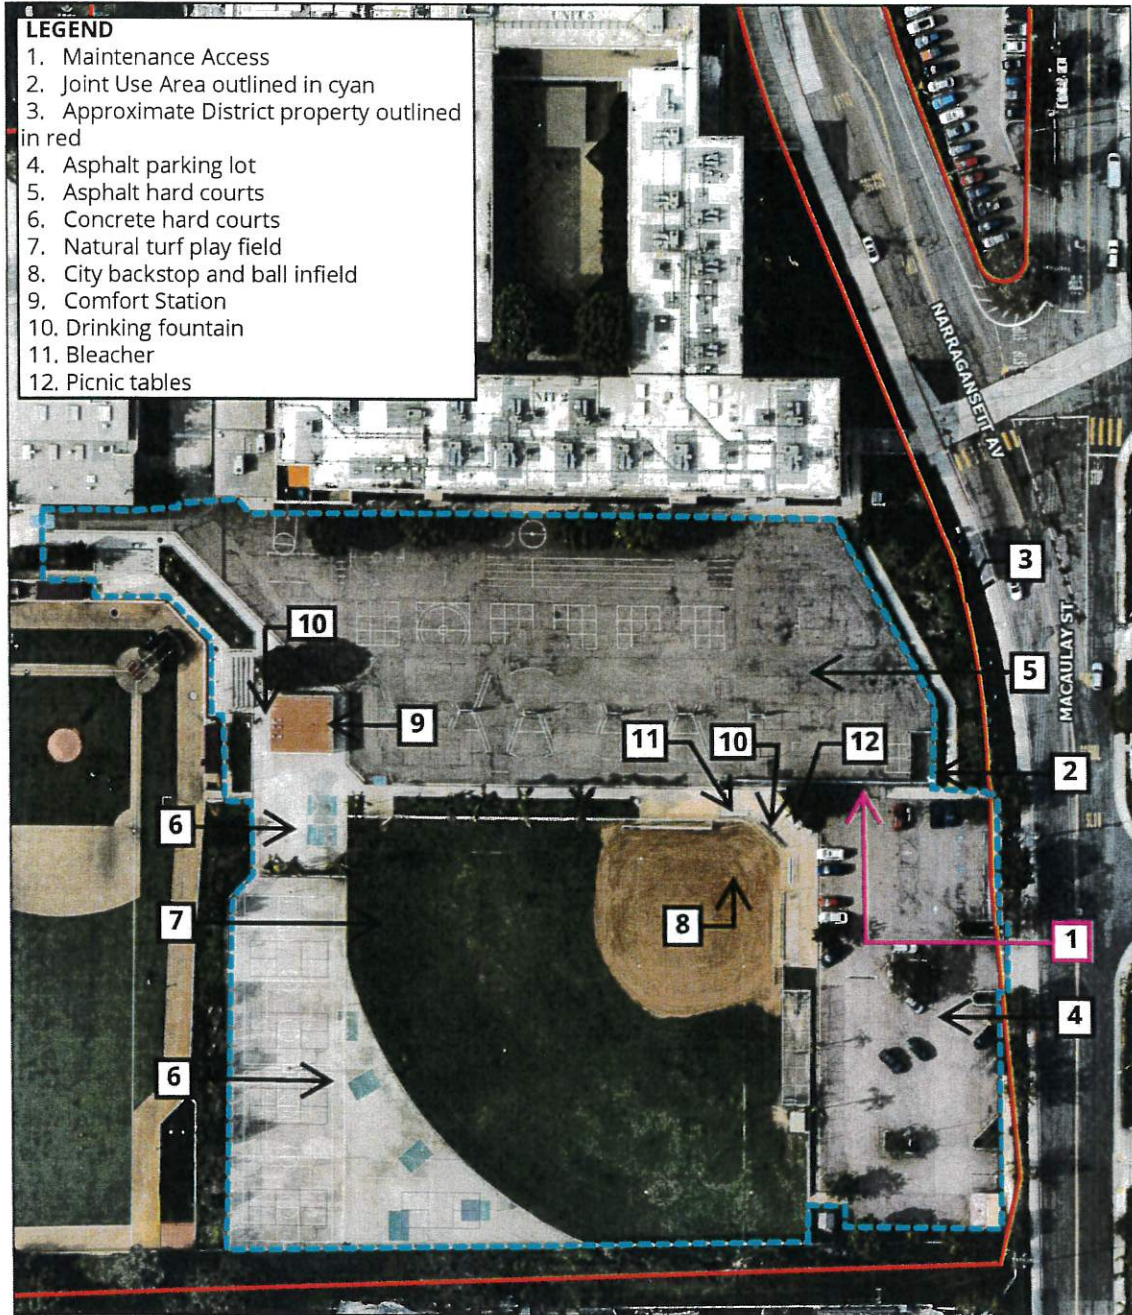 LEGEND
1. Maintenance Access
2. Joint Use Area outlined in cyan
3. Approximate District property outlined
in red
4. Asphalt parking lot
5. Asphalt hard courts
6. Concrete hard courts
7. Natural turf play field
8. City backstop and ball infield
9. Comfort Station
10. Drinking fountain
11. Bleacher
12. Picnic tables
NARRAGANSETT AV
MACAULAY ST
3
10
5
9
11
10
12
2
6
7
8
1
4
6